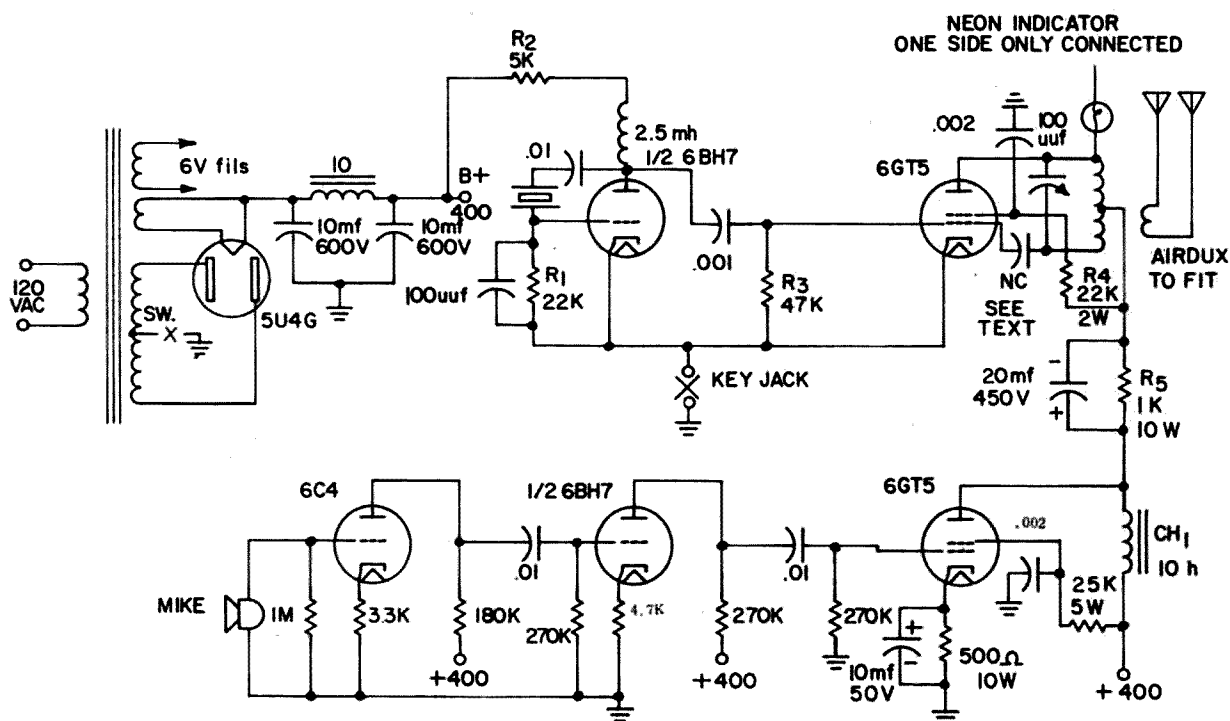 NEON INDICATOR
ONE SIDE ONLY CONNECTED
R2
5K
2.5 mh
1/2 6BH7
.01
.002
100
uuf
6GT5
6V fils
10
B+
400
10mf
600V
10mf
600V
120
VAC
SW.
X
5U4G
100uuf
R1
22K
.001
R3
47K
NC
SEE
TEXT
R4
22K
2W
AIRDUX
TO FIT
KEY JACK
20mf
450V
-
+
R5
1K
10W
6C4
1/2 6BH7
6GT5
.002
CH1
10 h
.01
.01
25K
5W
MIKE
1M
3.3K
180K
270K
4.7K
270K
270K
+
-
10mf
50V
500Ω
10W
+400
+400
+400